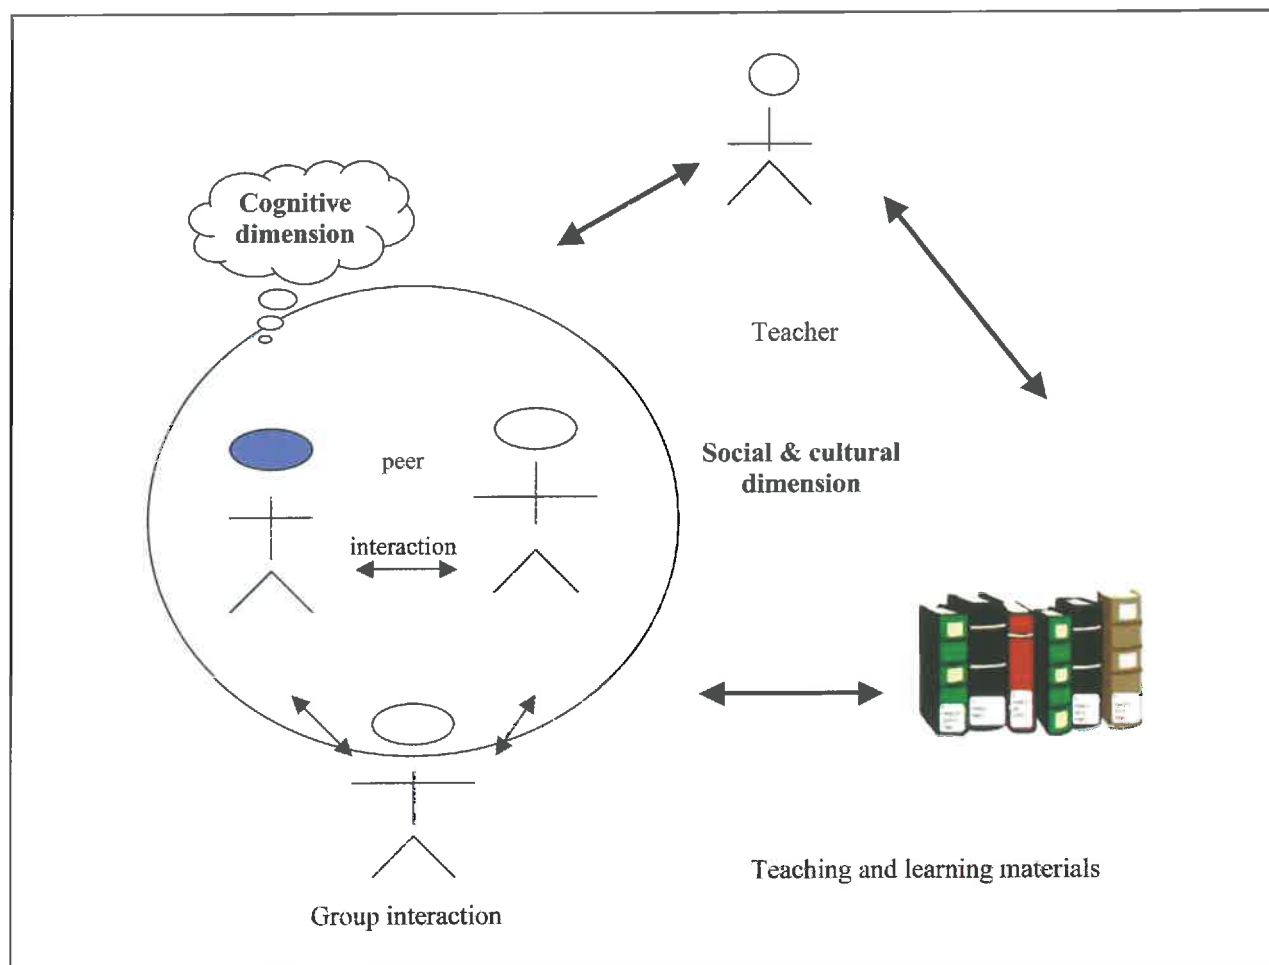 Cognitive
dimension
Teacher
Social & cultural
dimension
peer
interaction
Teaching and learning materials
Group interaction